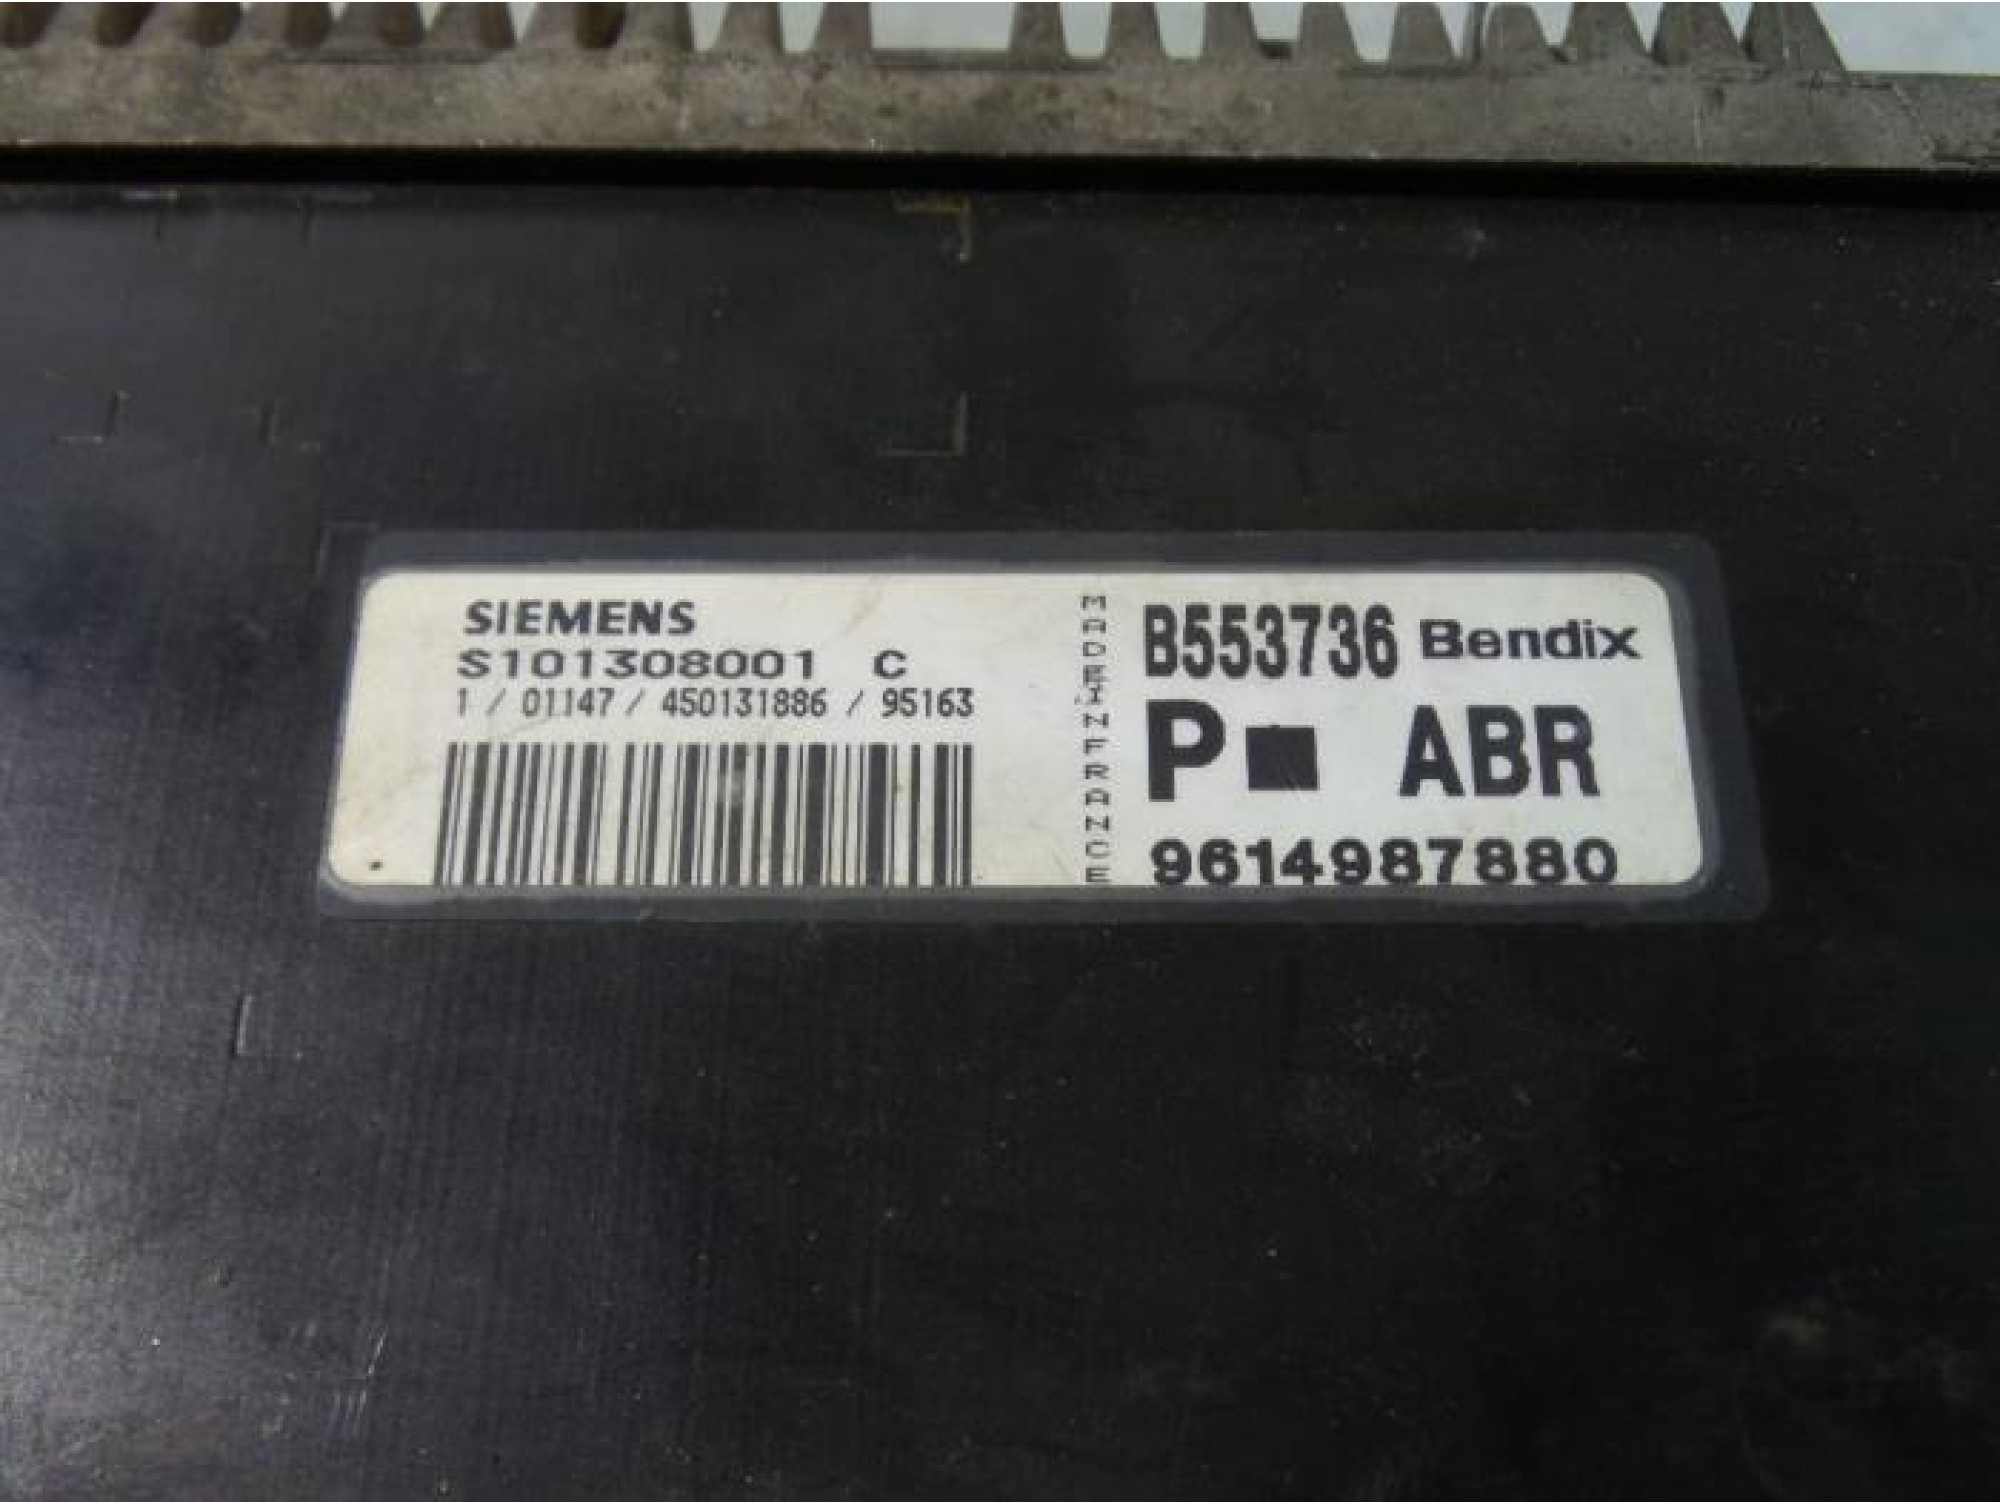 SIEMENS
S101308001 C
1 / 01147 / 450131886 / 95163
MADE IN FRANCE
B553736 Bendix
P■ ABR
9614987880